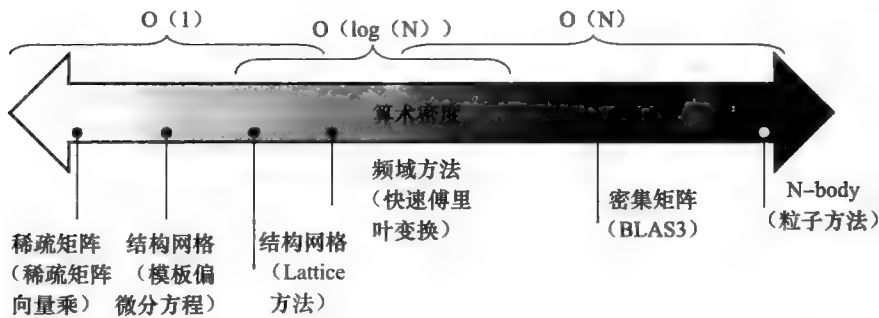 O（1）
O（log（N））
O（N）
算术密度
稀疏矩阵
（稀疏矩阵
向量乘）
结构网格
（模板偏
微分方程）
结构网格
（Lattice
方法）
频域方法
（快速傅里
叶变换）
密集矩阵
（BLAS3）
N-body
（粒子方法）